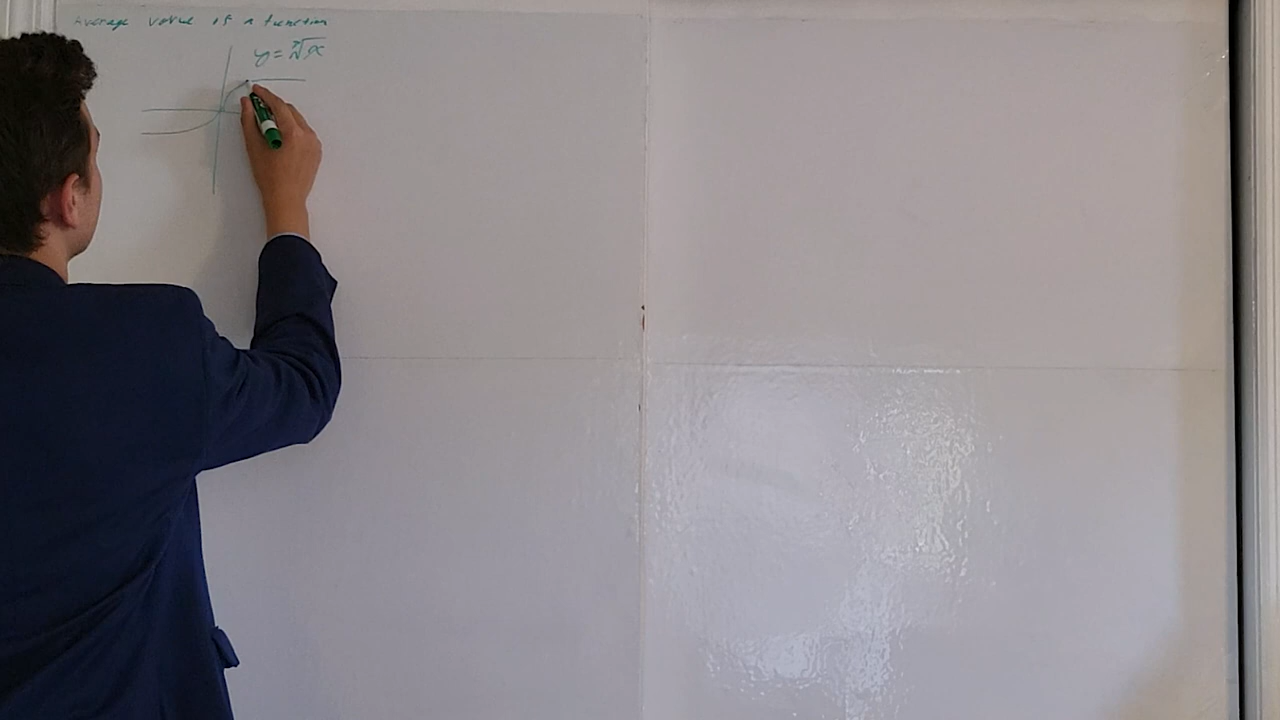 Average value of a function
y = ∛x